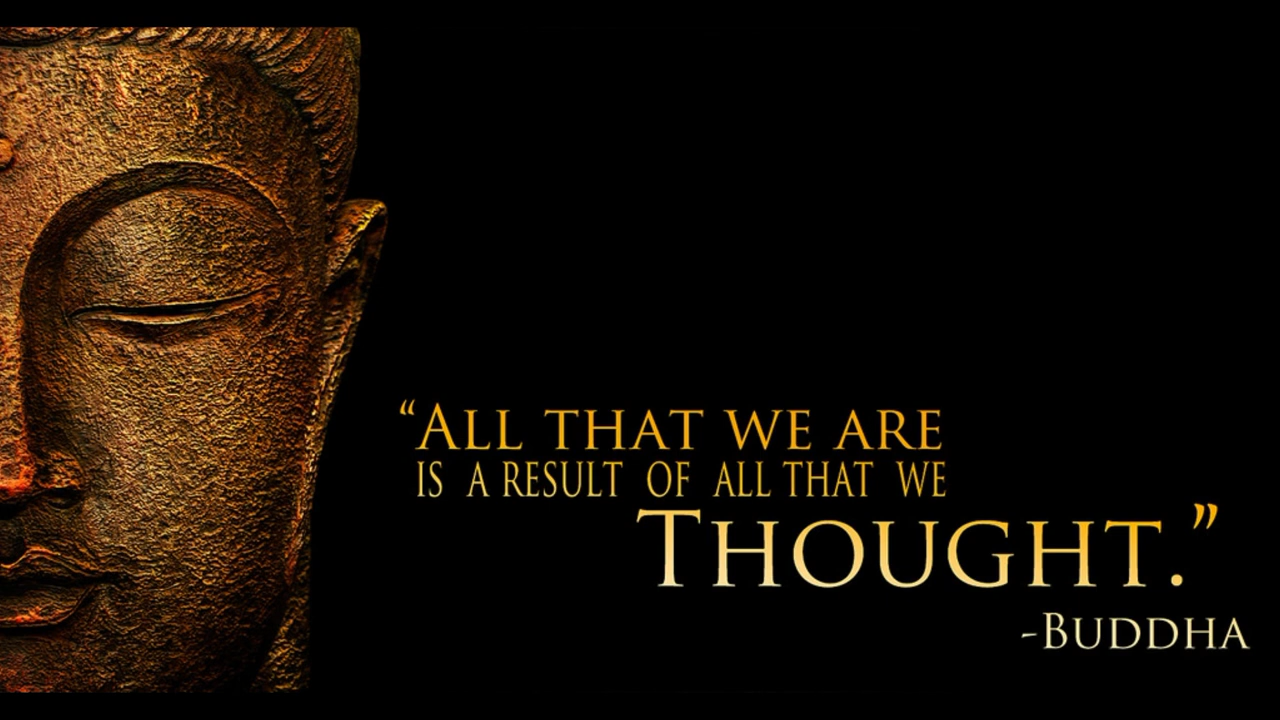 “All that we are
is a result of all that we
Thought.”
-Buddha